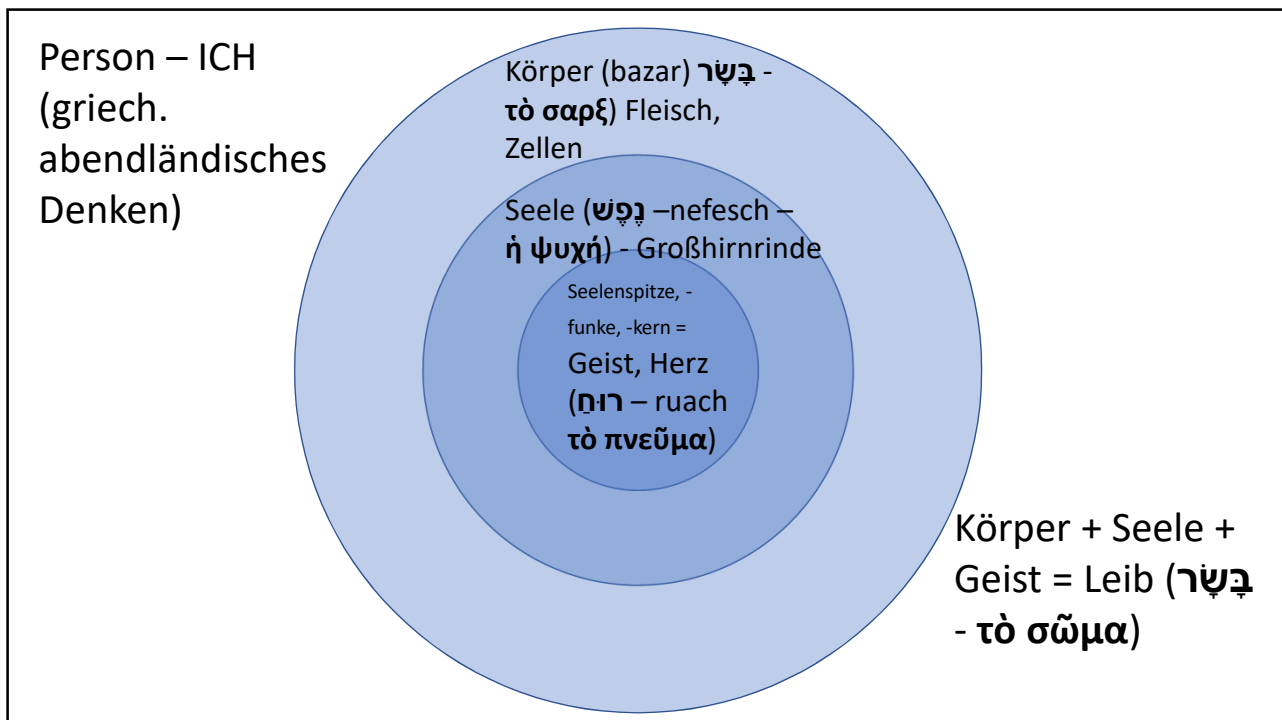 Person – ICH
(griech.
abendländisches
Denken)
Körper (bazar) בָּשָׂר -
τὸ σαρξ) Fleisch,
Zellen
Seele (נֶפֶשׁ –nefesch –
ἡ ψυχή) - Großhirnrinde
Seelenspitze, -
funke, -kern =
Geist, Herz
(רוּחַ – ruach
τὸ πνεῦμα)
Körper + Seele +
Geist = Leib (בָּשָׂר
- τὸ σῶμα)